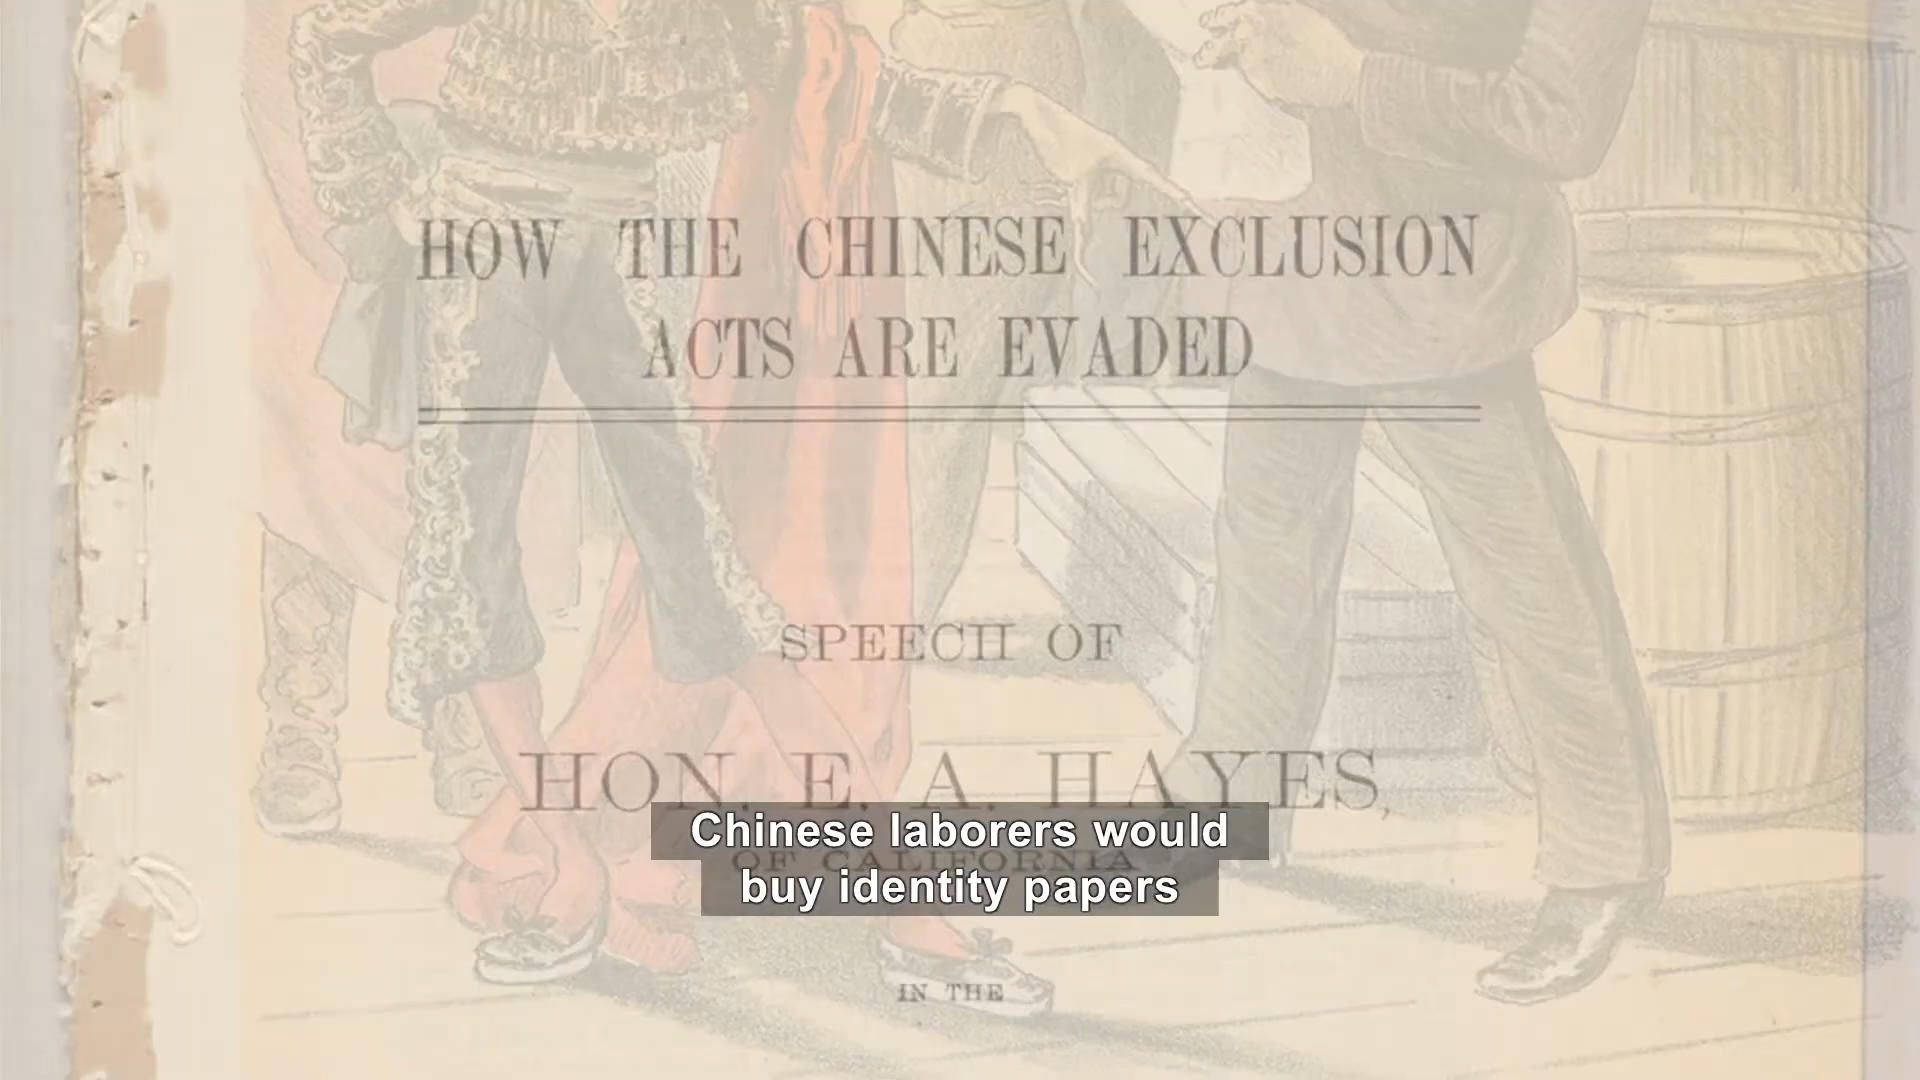 HOW THE CHINESE EXCLUSION
ACTS ARE EVADED
SPEECH OF
HON. E. A. HAYES,
OF CALIFORNIA
Chinese laborers would
buy identity papers
IN THE